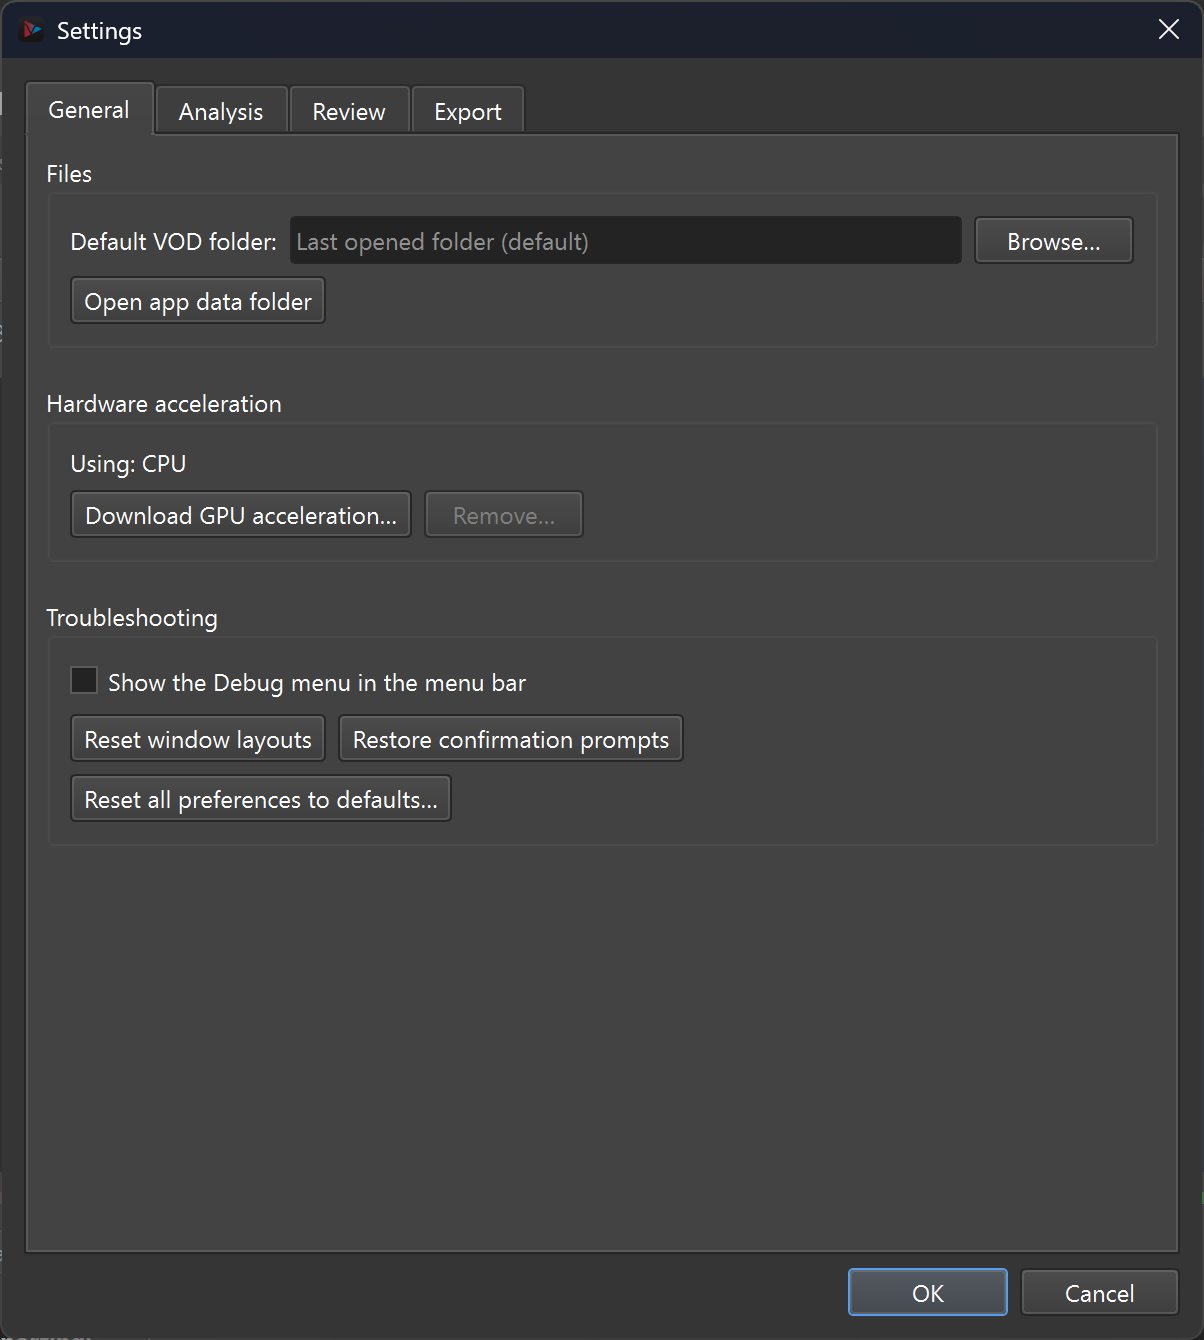 Settings
General Analysis Review Export
Files
Default VOD folder: Last opened folder (default) Browse...
Open app data folder
Hardware acceleration
Using: CPU
Download GPU acceleration... Remove...
Troubleshooting
Show the Debug menu in the menu bar
Reset window layouts Restore confirmation prompts
Reset all preferences to defaults...
OK Cancel